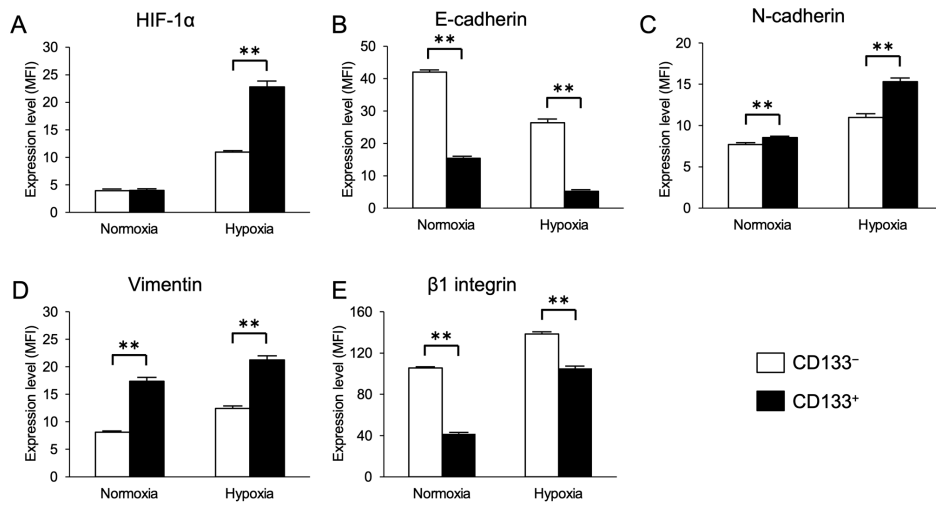 A HIF-1α
Expression level (MFI)
30
25
20
15
10
5
0
**
Normoxia Hypoxia
B E-cadherin
Expression level (MFI)
50
40
30
20
10
0
**
**
Normoxia Hypoxia
C N-cadherin
Expression level (MFI)
20
15
10
5
0
**
**
Normoxia Hypoxia
D Vimentin
Expression level (MFI)
30
25
20
15
10
5
0
**
**
Normoxia Hypoxia
E β1 integrin
Expression level (MFI)
160
120
80
40
0
**
**
Normoxia Hypoxia
CD133⁻
CD133⁺